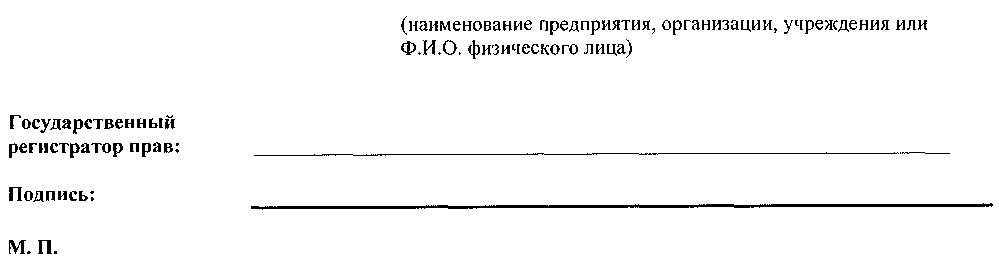 (наименование предприятия, организации, учреждения или
Ф.И.О. физического лица)
Государственный
регистратор прав:
Подпись:
М. П.